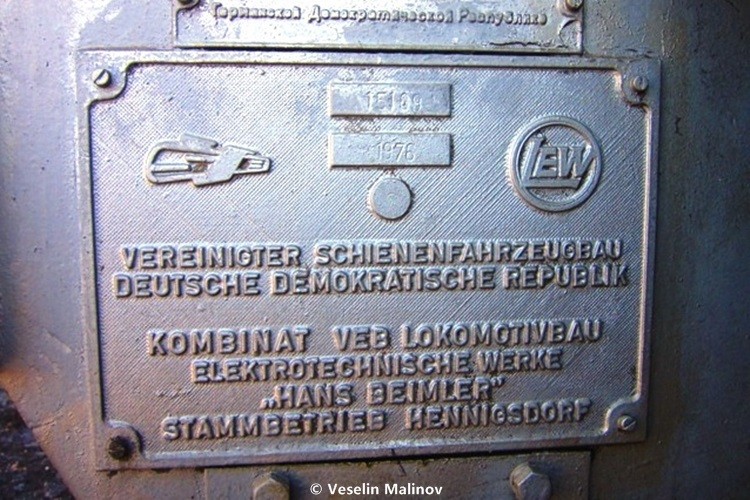 Германской Демократической Республике
15109
1976
LEW
VEREINIGTER SCHIENENFAHRZEUGBAU
DEUTSCHE DEMOKRATISCHE REPUBLIK
KOMBINAT VEB LOKOMOTIVBAU
ELEKTROTECHNISCHE WERKE
„HANS BEIMLER”
STAMMBETRIEB HENNIGSDORF
© Veselin Malinov